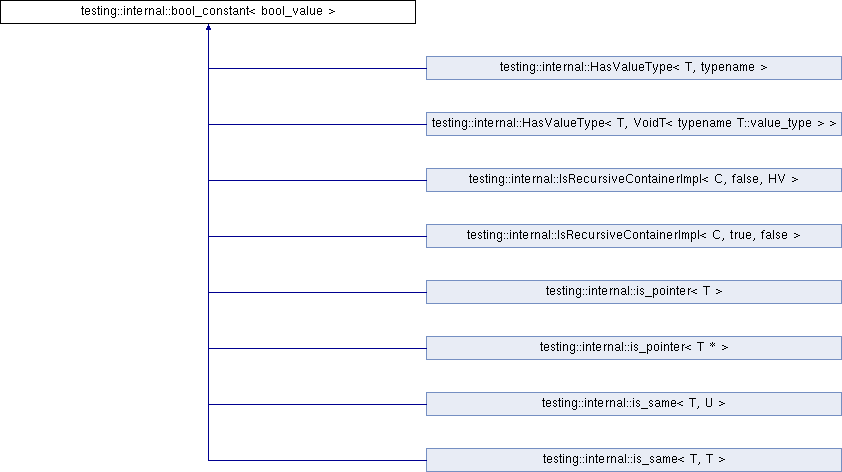 testing::internal::bool_constant< bool_value >
testing::internal::HasValueType< T, typename >
testing::internal::HasValueType< T, VoidT< typename T::value_type > >
testing::internal::IsRecursiveContainerImpl< C, false, HV >
testing::internal::IsRecursiveContainerImpl< C, true, false >
testing::internal::is_pointer< T >
testing::internal::is_pointer< T * >
testing::internal::is_same< T, U >
testing::internal::is_same< T, T >